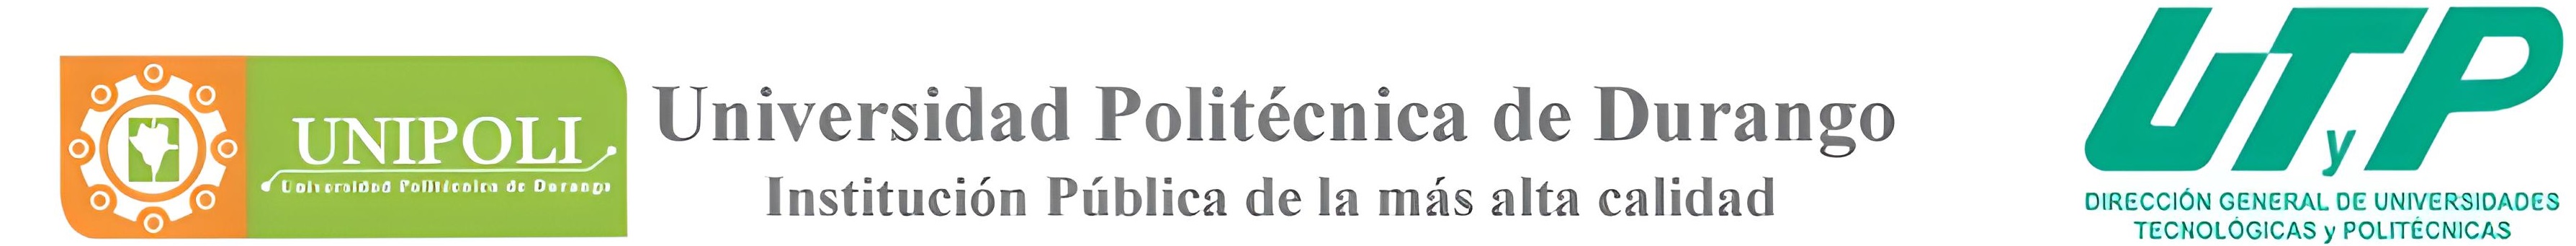 UNIPOLI
Universidad Politécnica de Durango
Universidad Politécnica de Durango
Institución Pública de la más alta calidad
UTyP
DIRECCIÓN GENERAL DE UNIVERSIDADES
TECNOLÓGICAS y POLITÉCNICAS